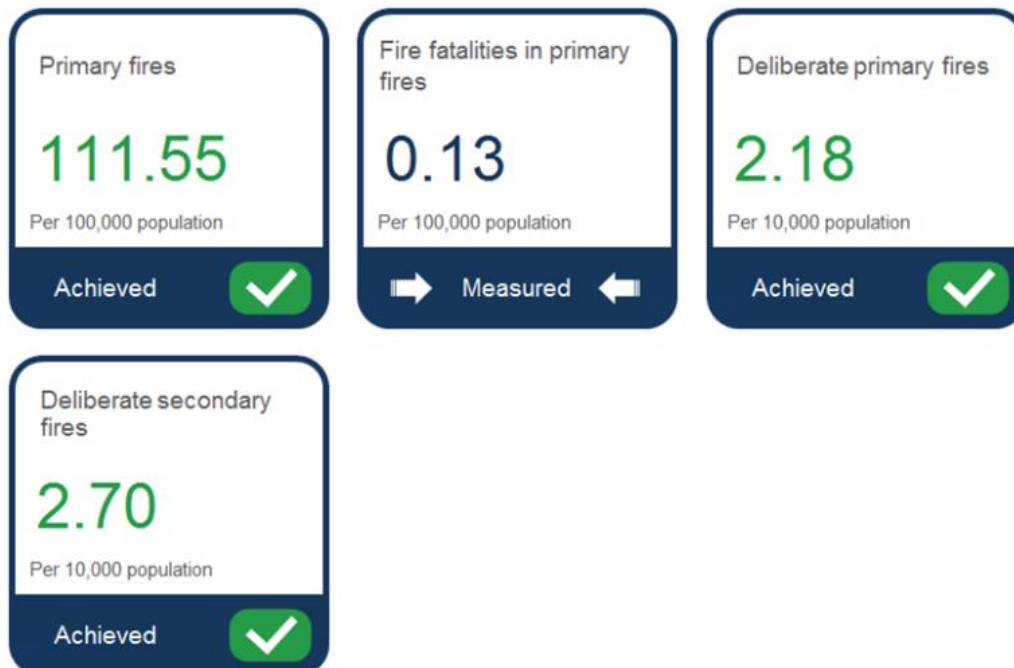 Primary fires
111.55
Per 100,000 population
Achieved
Fire fatalities in primary
fires
0.13
Per 100,000 population
Measured
Deliberate primary fires
2.18
Per 10,000 population
Achieved
Deliberate secondary
fires
2.70
Per 10,000 population
Achieved